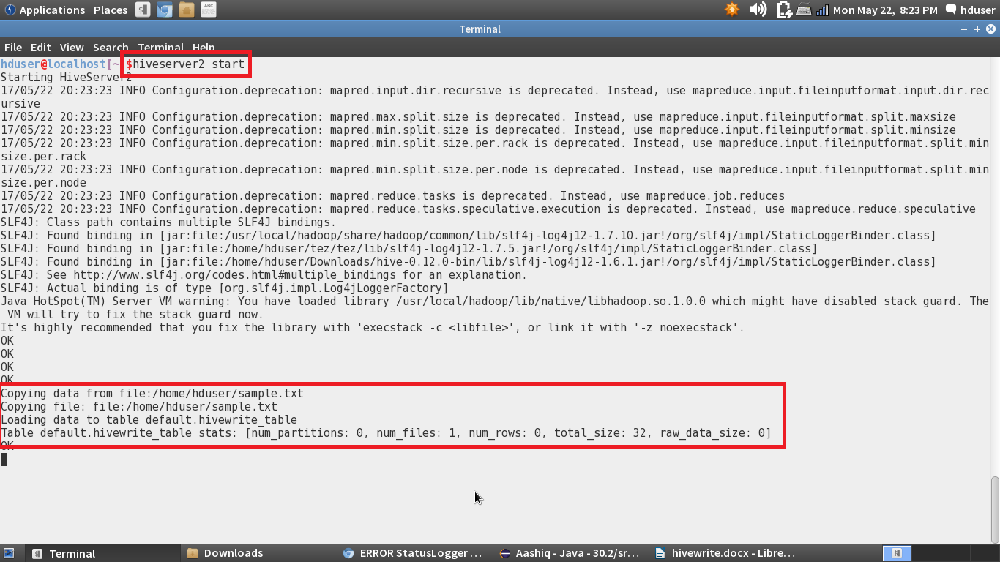 Applications Places Mon May 22, 8:23 PM hduser
Terminal
File Edit View Search Terminal Help
hduser@localhost[~ $hiveserver2 start
Starting HiveServer2
17/05/22 20:23:23 INFO Configuration.deprecation: mapred.input.dir.recursive is deprecated. Instead, use mapreduce.input.fileinputformat.input.dir.rec
ursive
17/05/22 20:23:23 INFO Configuration.deprecation: mapred.max.split.size is deprecated. Instead, use mapreduce.input.fileinputformat.split.maxsize
17/05/22 20:23:23 INFO Configuration.deprecation: mapred.min.split.size is deprecated. Instead, use mapreduce.input.fileinputformat.split.minsize
17/05/22 20:23:23 INFO Configuration.deprecation: mapred.min.split.size.per.rack is deprecated. Instead, use mapreduce.input.fileinputformat.split.min
size.per.rack
17/05/22 20:23:23 INFO Configuration.deprecation: mapred.min.split.size.per.node is deprecated. Instead, use mapreduce.input.fileinputformat.split.min
size.per.node
17/05/22 20:23:23 INFO Configuration.deprecation: mapred.reduce.tasks is deprecated. Instead, use mapreduce.job.reduces
17/05/22 20:23:23 INFO Configuration.deprecation: mapred.reduce.tasks.speculative.execution is deprecated. Instead, use mapreduce.reduce.speculative
SLF4J: Class path contains multiple SLF4J bindings.
SLF4J: Found binding in [jar:file:/usr/local/hadoop/share/hadoop/common/lib/slf4j-log4j12-1.7.10.jar!/org/slf4j/impl/StaticLoggerBinder.class]
SLF4J: Found binding in [jar:file:/home/hduser/tez/tez/lib/slf4j-log4j12-1.7.5.jar!/org/slf4j/impl/StaticLoggerBinder.class]
SLF4J: Found binding in [jar:file:/home/hduser/Downloads/hive-0.12.0-bin/lib/slf4j-log4j12-1.6.1.jar!/org/slf4j/impl/StaticLoggerBinder.class]
SLF4J: See http://www.slf4j.org/codes.html#multiple_bindings for an explanation.
SLF4J: Actual binding is of type [org.slf4j.impl.Log4jLoggerFactory]
Java HotSpot(TM) Server VM warning: You have loaded library /usr/local/hadoop/lib/native/libhadoop.so.1.0.0 which might have disabled stack guard. The
VM will try to fix the stack guard now.
It's highly recommended that you fix the library with 'execstack -c <libfile>', or link it with '-z noexecstack'.
OK
OK
OK
OK
Copying data from file:/home/hduser/sample.txt
Copying file: file:/home/hduser/sample.txt
Loading data to table default.hivewrite_table
Table default.hivewrite_table stats: [num_partitions: 0, num_files: 1, num_rows: 0, total_size: 32, raw_data_size: 0]
OK
Terminal Downloads ERROR StatusLogger ... Aashiq - Java - 30.2/sr... hivewrite.docx - Libre...